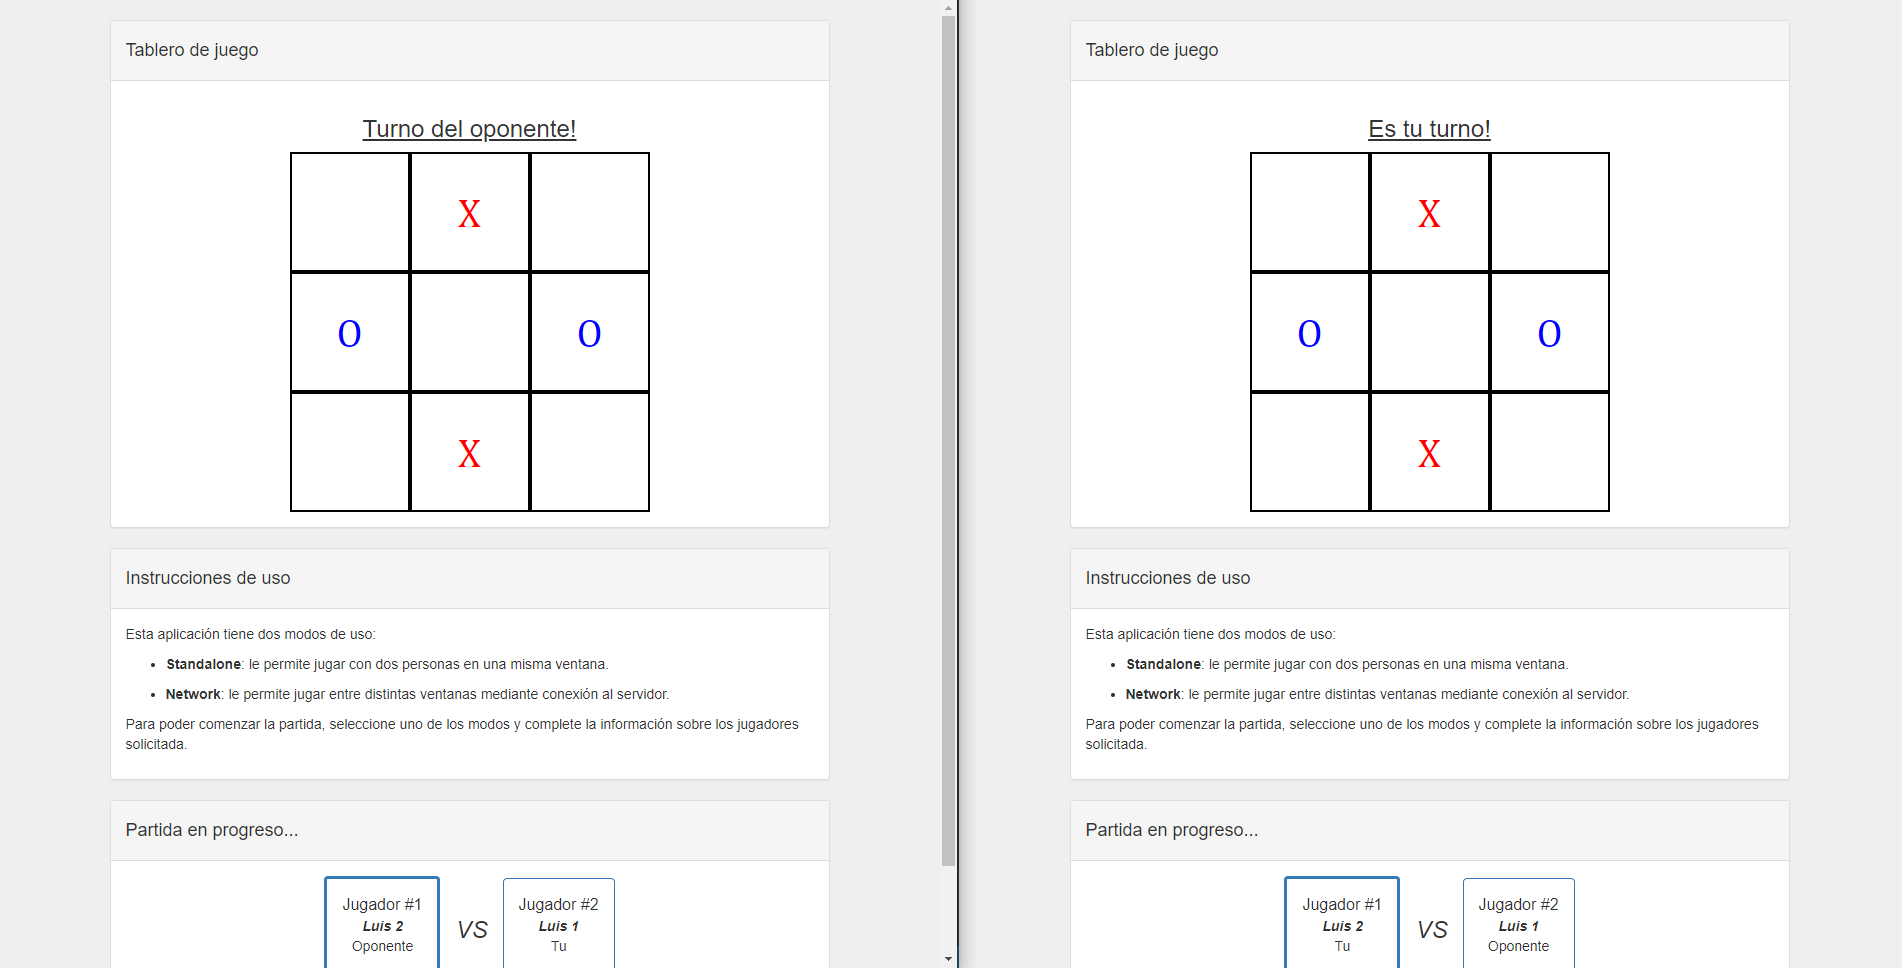 Tablero de juego
Turno del oponente!
X
O O
X
Instrucciones de uso
Esta aplicación tiene dos modos de uso:
• Standalone: le permite jugar con dos personas en una misma ventana.
• Network: le permite jugar entre distintas ventanas mediante conexión al servidor.
Para poder comenzar la partida, seleccione uno de los modos y complete la información sobre los jugadores
solicitada.
Partida en progreso...
Jugador #1
Luis 2
Oponente
VS
Jugador #2
Luis 1
Tu
Tablero de juego
Es tu turno!
X
O O
X
Instrucciones de uso
Esta aplicación tiene dos modos de uso:
• Standalone: le permite jugar con dos personas en una misma ventana.
• Network: le permite jugar entre distintas ventanas mediante conexión al servidor.
Para poder comenzar la partida, seleccione uno de los modos y complete la información sobre los jugadores
solicitada.
Partida en progreso...
Jugador #1
Luis 2
Tu
VS
Jugador #2
Luis 1
Oponente